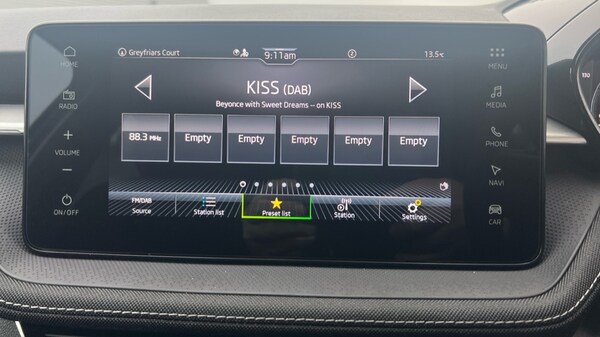 Greyfriars Court
9:11am
13.5°C
HOME
RADIO
VOLUME
ON/OFF
KISS (DAB)
Beyonce with Sweet Dreams -- on KISS
88.3 MHz
Empty
Empty
Empty
Empty
Empty
FM/DAB
Source
Station list
Preset list
Station
Settings
MENU
MEDIA
PHONE
NAVI
CAR